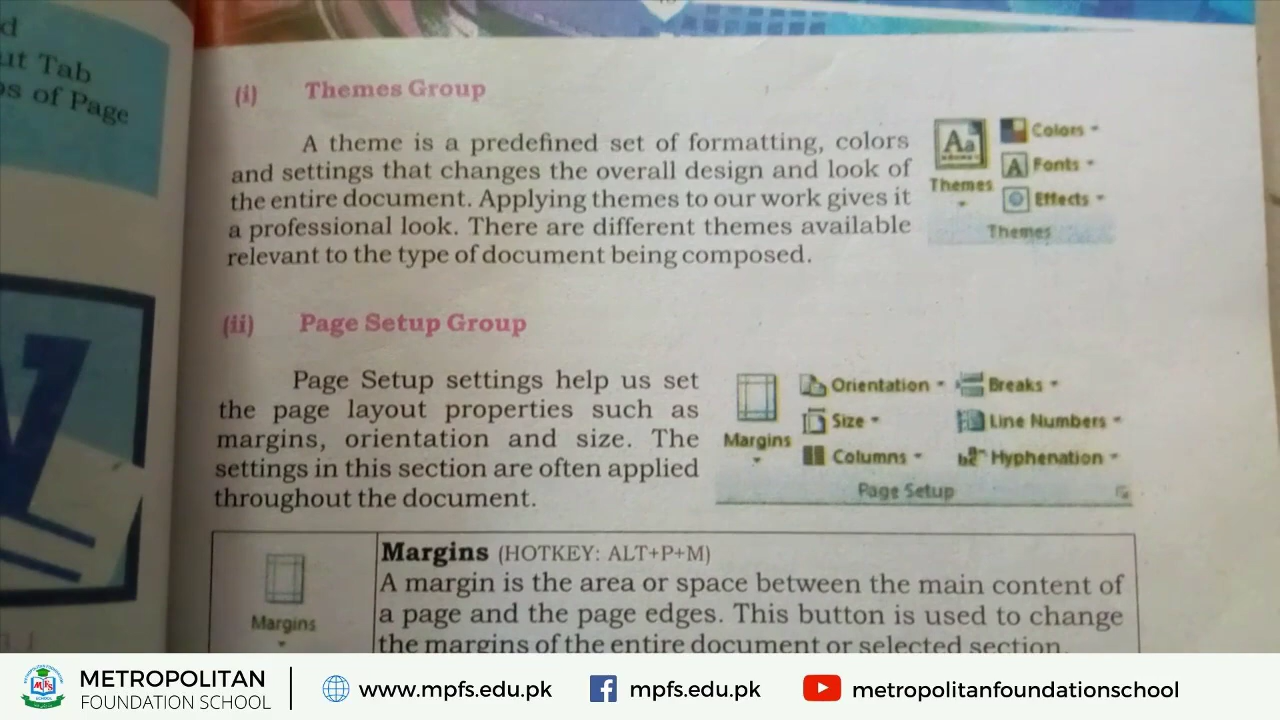 d
ut Tab
os of Page
(i) Themes Group
A theme is a predefined set of formatting, colors
and settings that changes the overall design and look of
the entire document. Applying themes to our work gives it
a professional look. There are different themes available
relevant to the type of document being composed.
Aa
Themes
Colors
A Fonts
Effects
Themes
(ii) Page Setup Group
Page Setup settings help us set
the page layout properties such as
margins, orientation and size. The
settings in this section are often applied
throughout the document.
Margins
Orientation
Size
Columns
Breaks
Line Numbers
Hyphenation
Page Setup
Margins
Margins (HOTKEY: ALT+P+M)
A margin is the area or space between the main content of
a page and the page edges. This button is used to change
the margins of the entire document or selected section.
METROPOLITAN
FOUNDATION SCHOOL
www.mpfs.edu.pk
mpfs.edu.pk
metropolitanfoundationschool